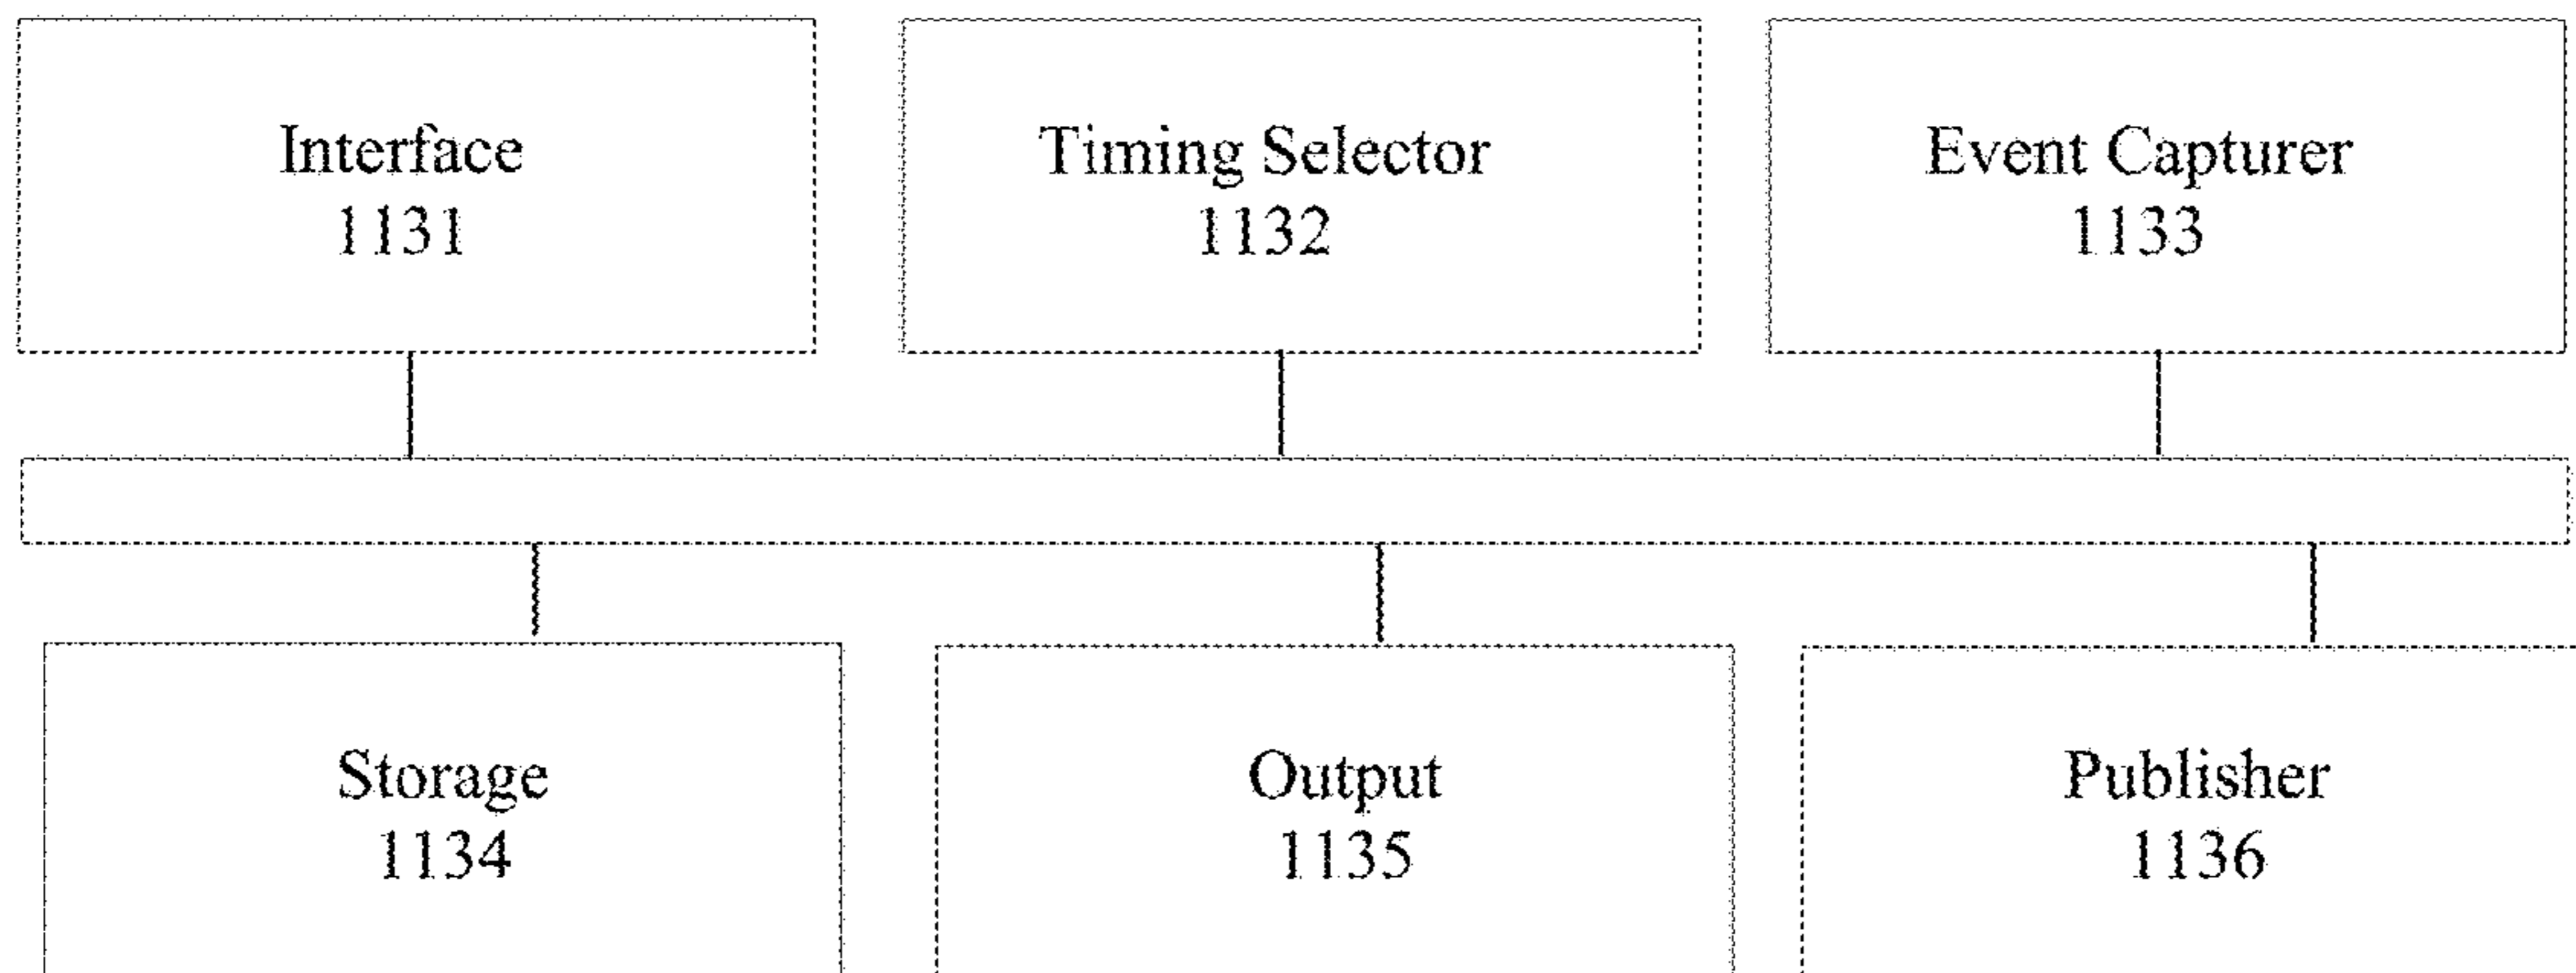 Interface
1131
Timing Selector
1132
Event Capturer
1133
Storage
1134
Output
1135
Publisher
1136